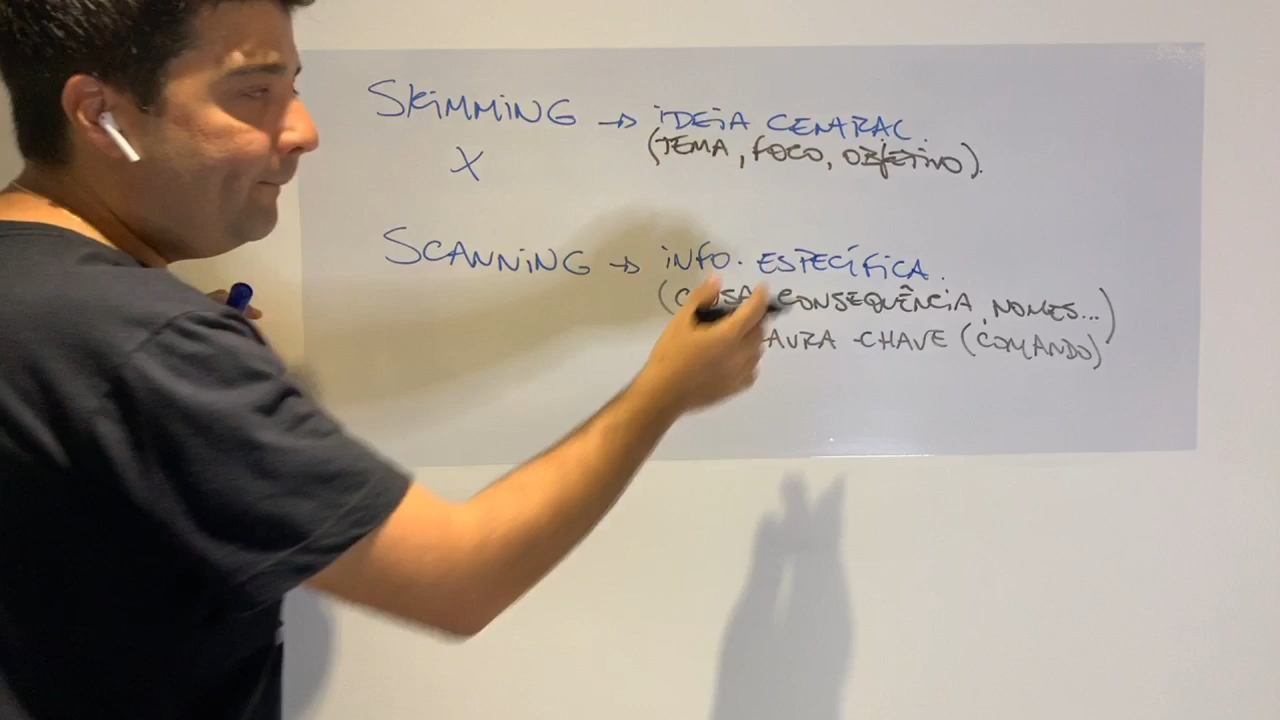 SKIMMING → IDEIA CENTRAL.
(TEMA, FOCO, OBJETIVO).
X
SCANNING → INFO. ESPECÍFICA.
CONSEQUÊNCIA, NOMES...)
-CHAVE (COMANDO)